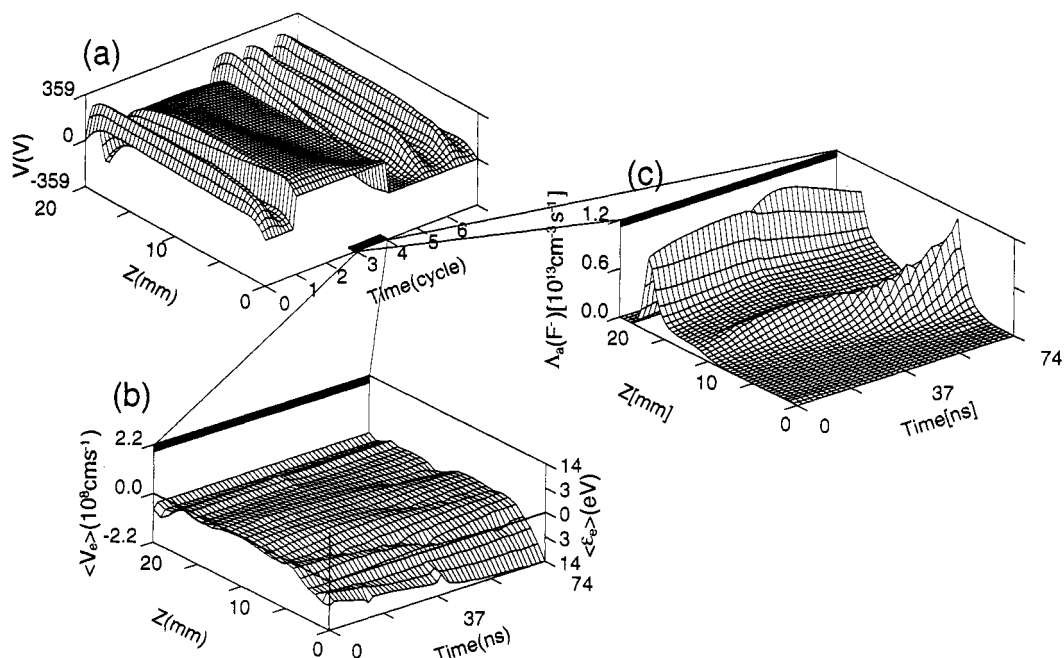 (a)
359
0
-359
V(V)
20
10
0
Z(mm)
0
1
2
3
4
5
6
Time(cycle)
(b)
2.2
0.0
-2.2
<Vₑ>(10⁸cms⁻¹)
20
10
0
Z(mm)
0
37
74
Time(ns)
14
3
0
3
14
<εₑ>(eV)
(c)
1.2
0.6
0.0
Λₐ(F⁻)[10¹³cm⁻³s⁻¹]
20
10
0
Z[mm]
0
37
74
Time[ns]